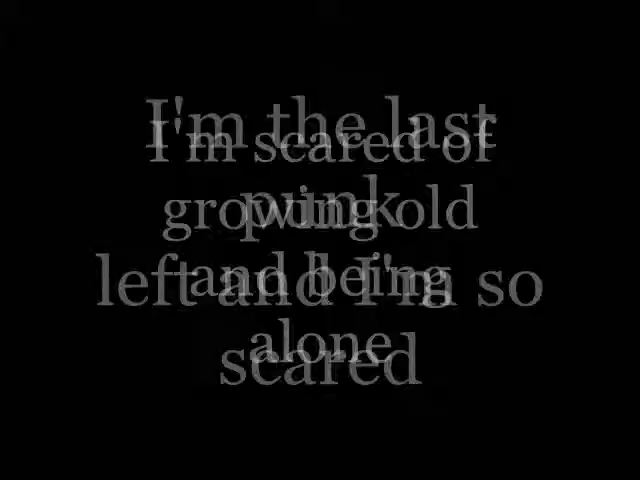 I'm the last
punk
left and I'm so
scared
I'm scared of
growing old
and being
alone